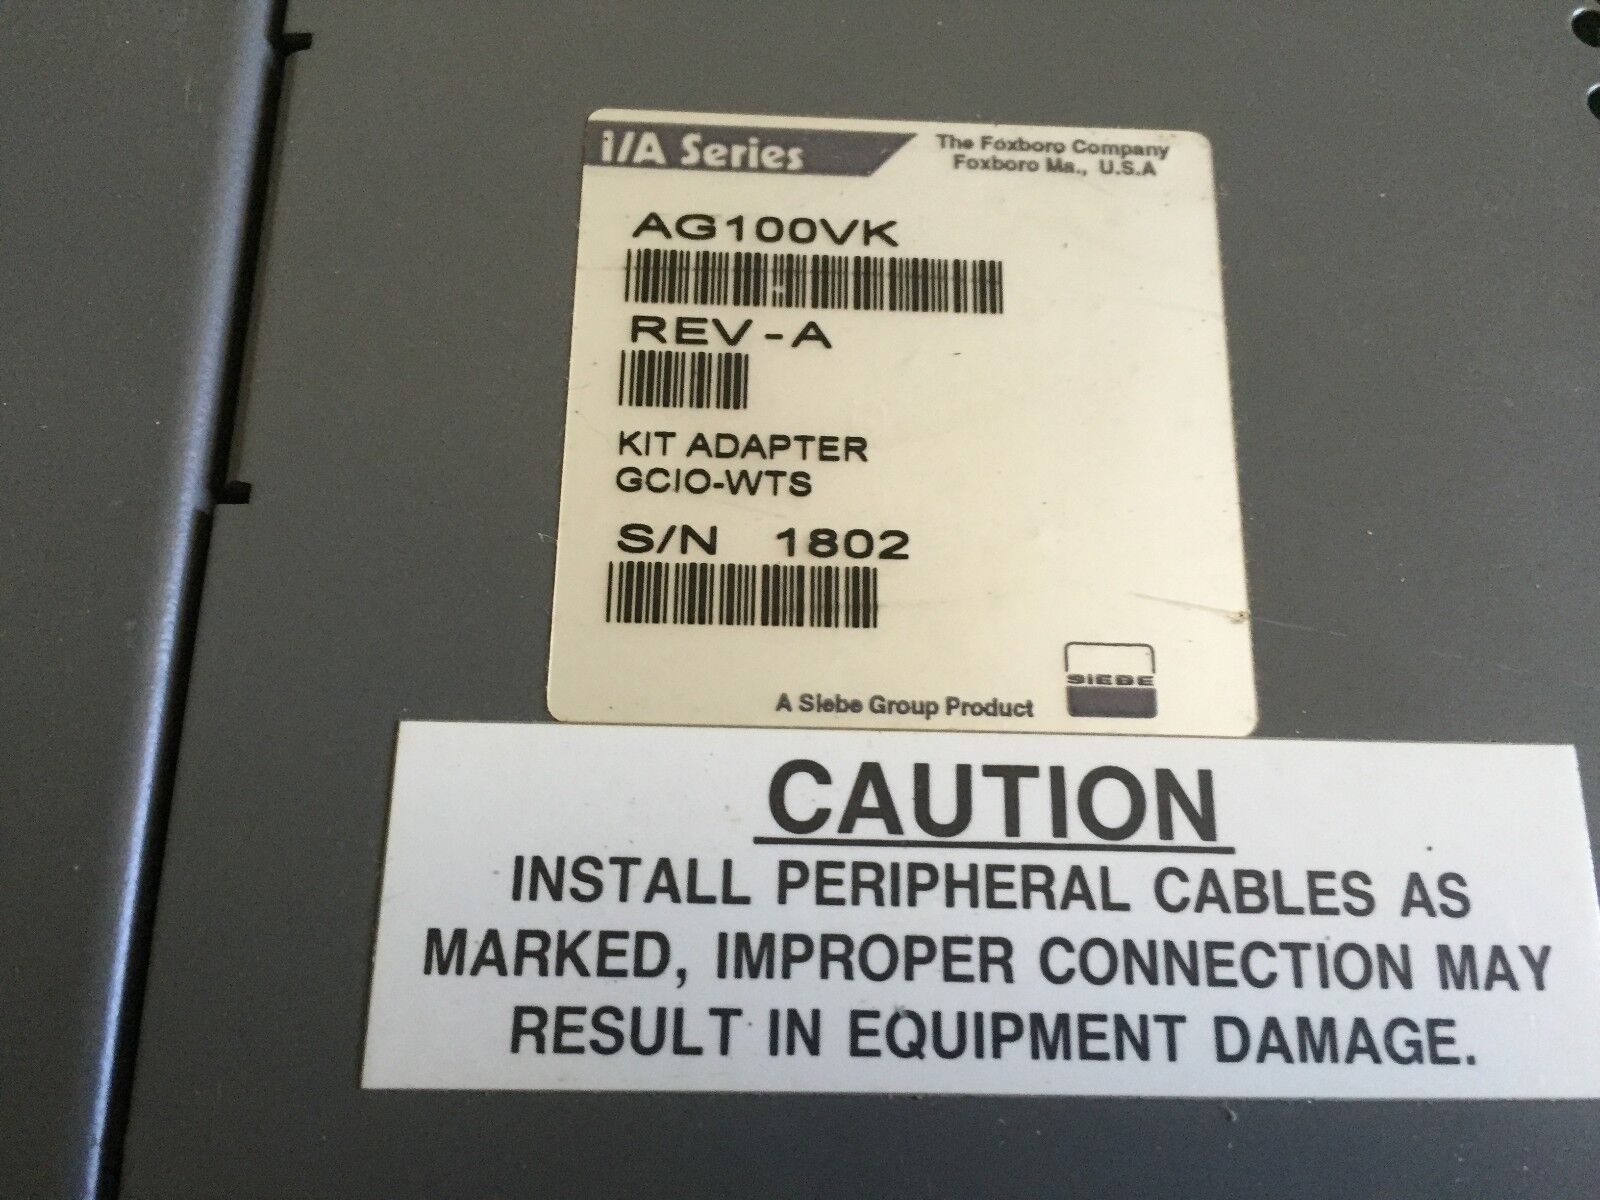 I/A Series
The Foxboro Company
Foxboro Ma., U.S.A
AG100VK
REV-A
KIT ADAPTER
GCIO-WTS
S/N 1802
SIEBE
A Siebe Group Product
CAUTION
INSTALL PERIPHERAL CABLES AS
MARKED, IMPROPER CONNECTION MAY
RESULT IN EQUIPMENT DAMAGE.